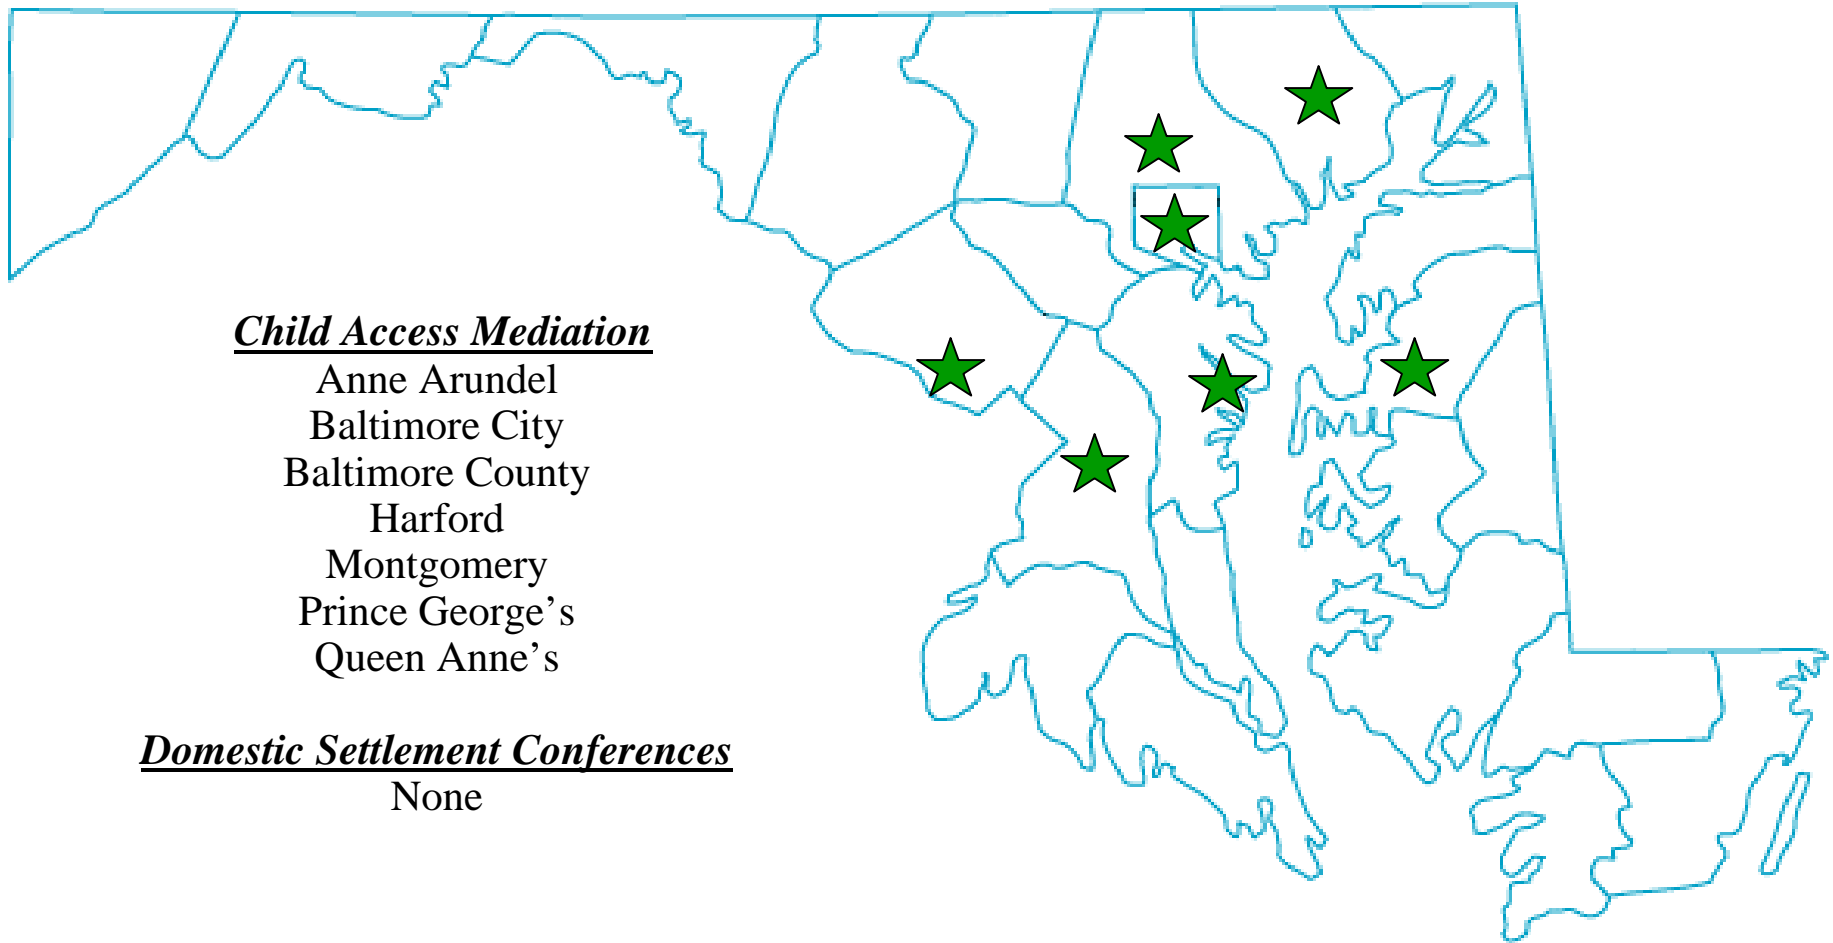 Child Access Mediation
Anne Arundel
Baltimore City
Baltimore County
Harford
Montgomery
Prince George’s
Queen Anne’s
Domestic Settlement Conferences
None